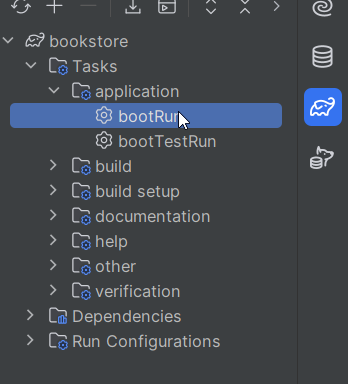 bookstore
Tasks
application
bootRun
bootTestRun
build
build setup
documentation
help
other
verification
Dependencies
Run Configurations